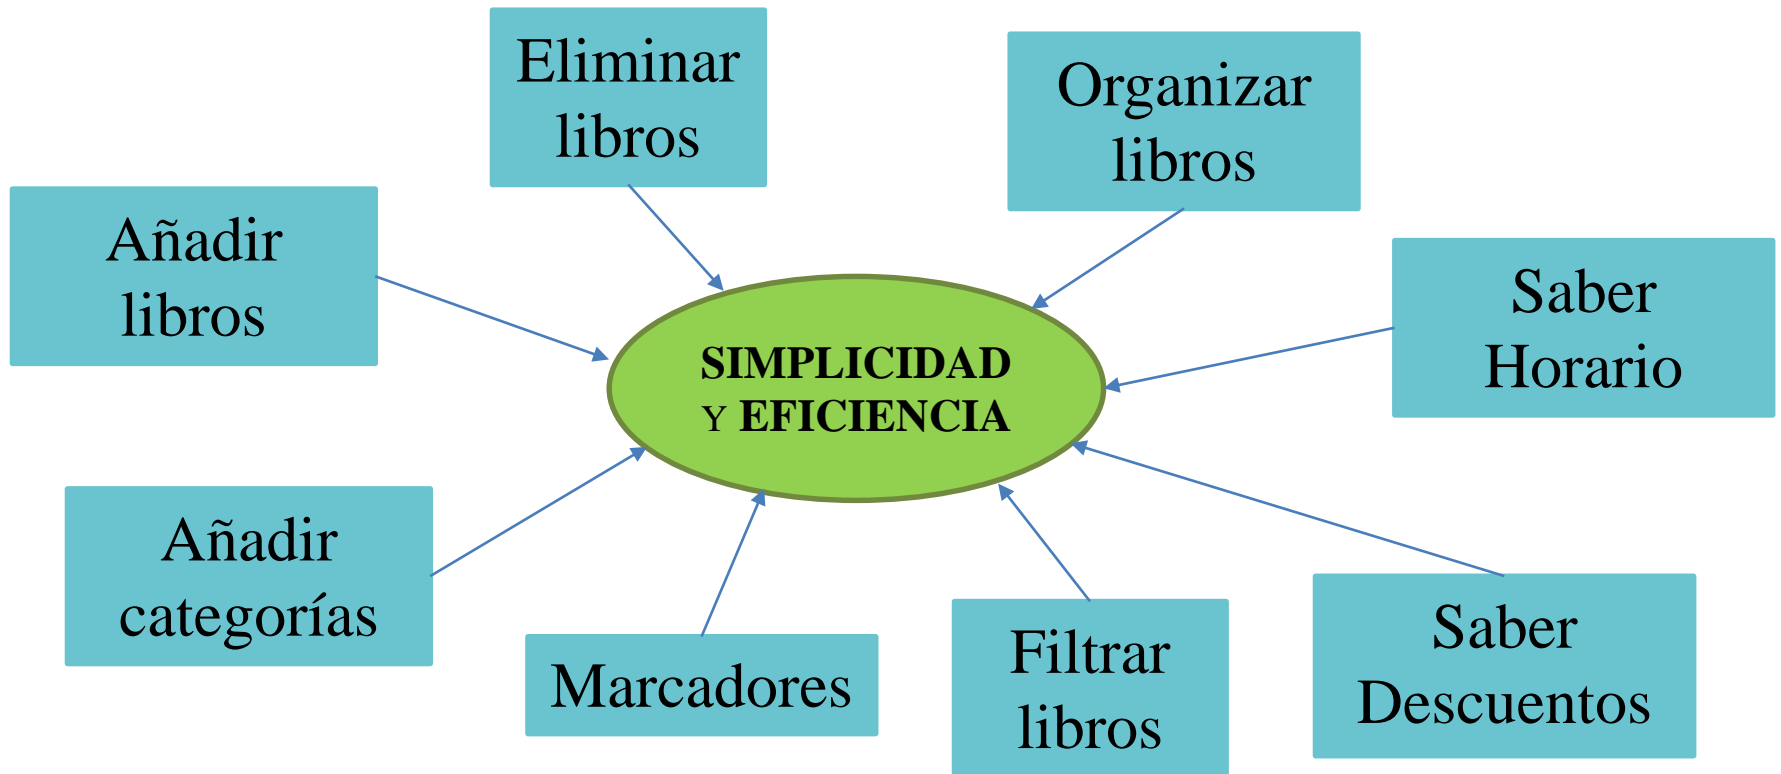 Eliminar
libros
Organizar
libros
Añadir
libros
Saber
Horario
SIMPLICIDAD
Y EFICIENCIA
Añadir
categorías
Marcadores
Filtrar
libros
Saber
Descuentos